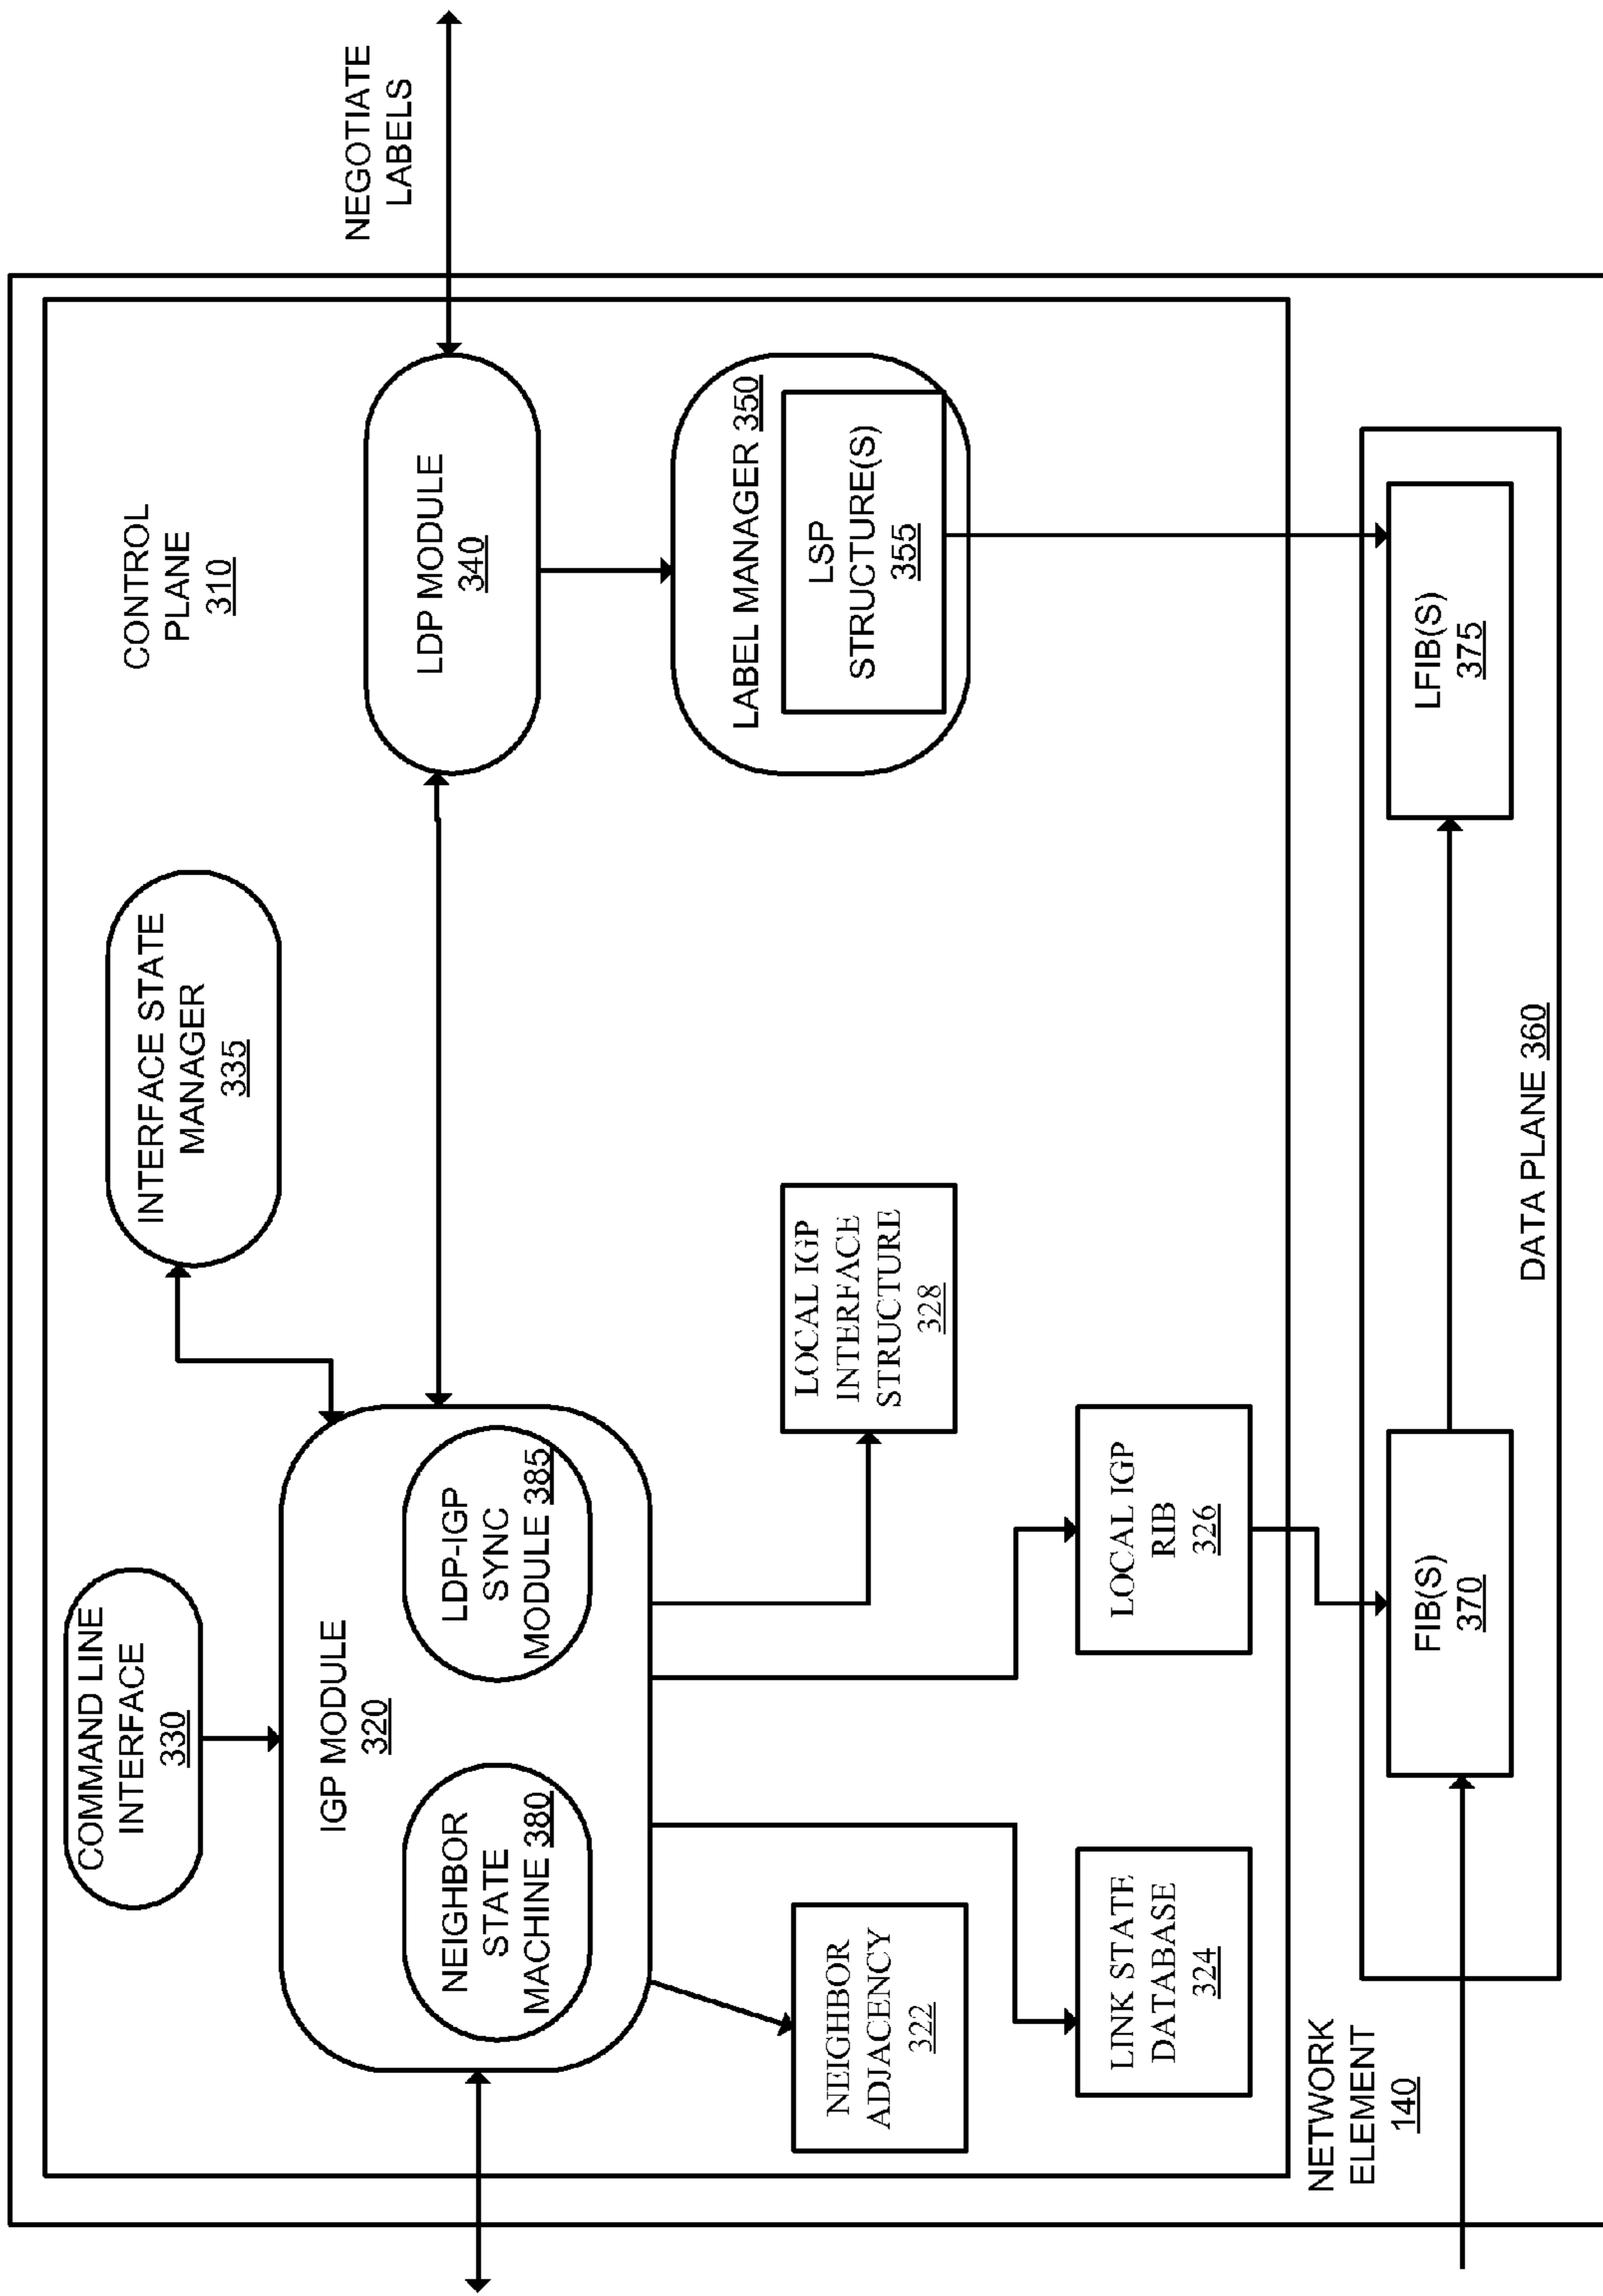 COMMAND LINE
INTERFACE
330
INTERFACE STATE
MANAGER
335
CONTROL
PLANE
310
IGP MODULE
320
NEIGHBOR
STATE
MACHINE 380
LDP-IGP
SYNC
MODULE 385
LDP MODULE
340
NEGOTIATE
LABELS
LABEL MANAGER 350
LSP
STRUCTURE(S)
355
NEIGHBOR
ADJACENCY
322
LOCAL IGP
INTERFACE
STRUCTURE
328
LINK STATE
DATABASE
324
LOCAL IGP
RIB
326
NETWORK
ELEMENT
140
FIB(S)
370
LFIB(S)
375
DATA PLANE 360